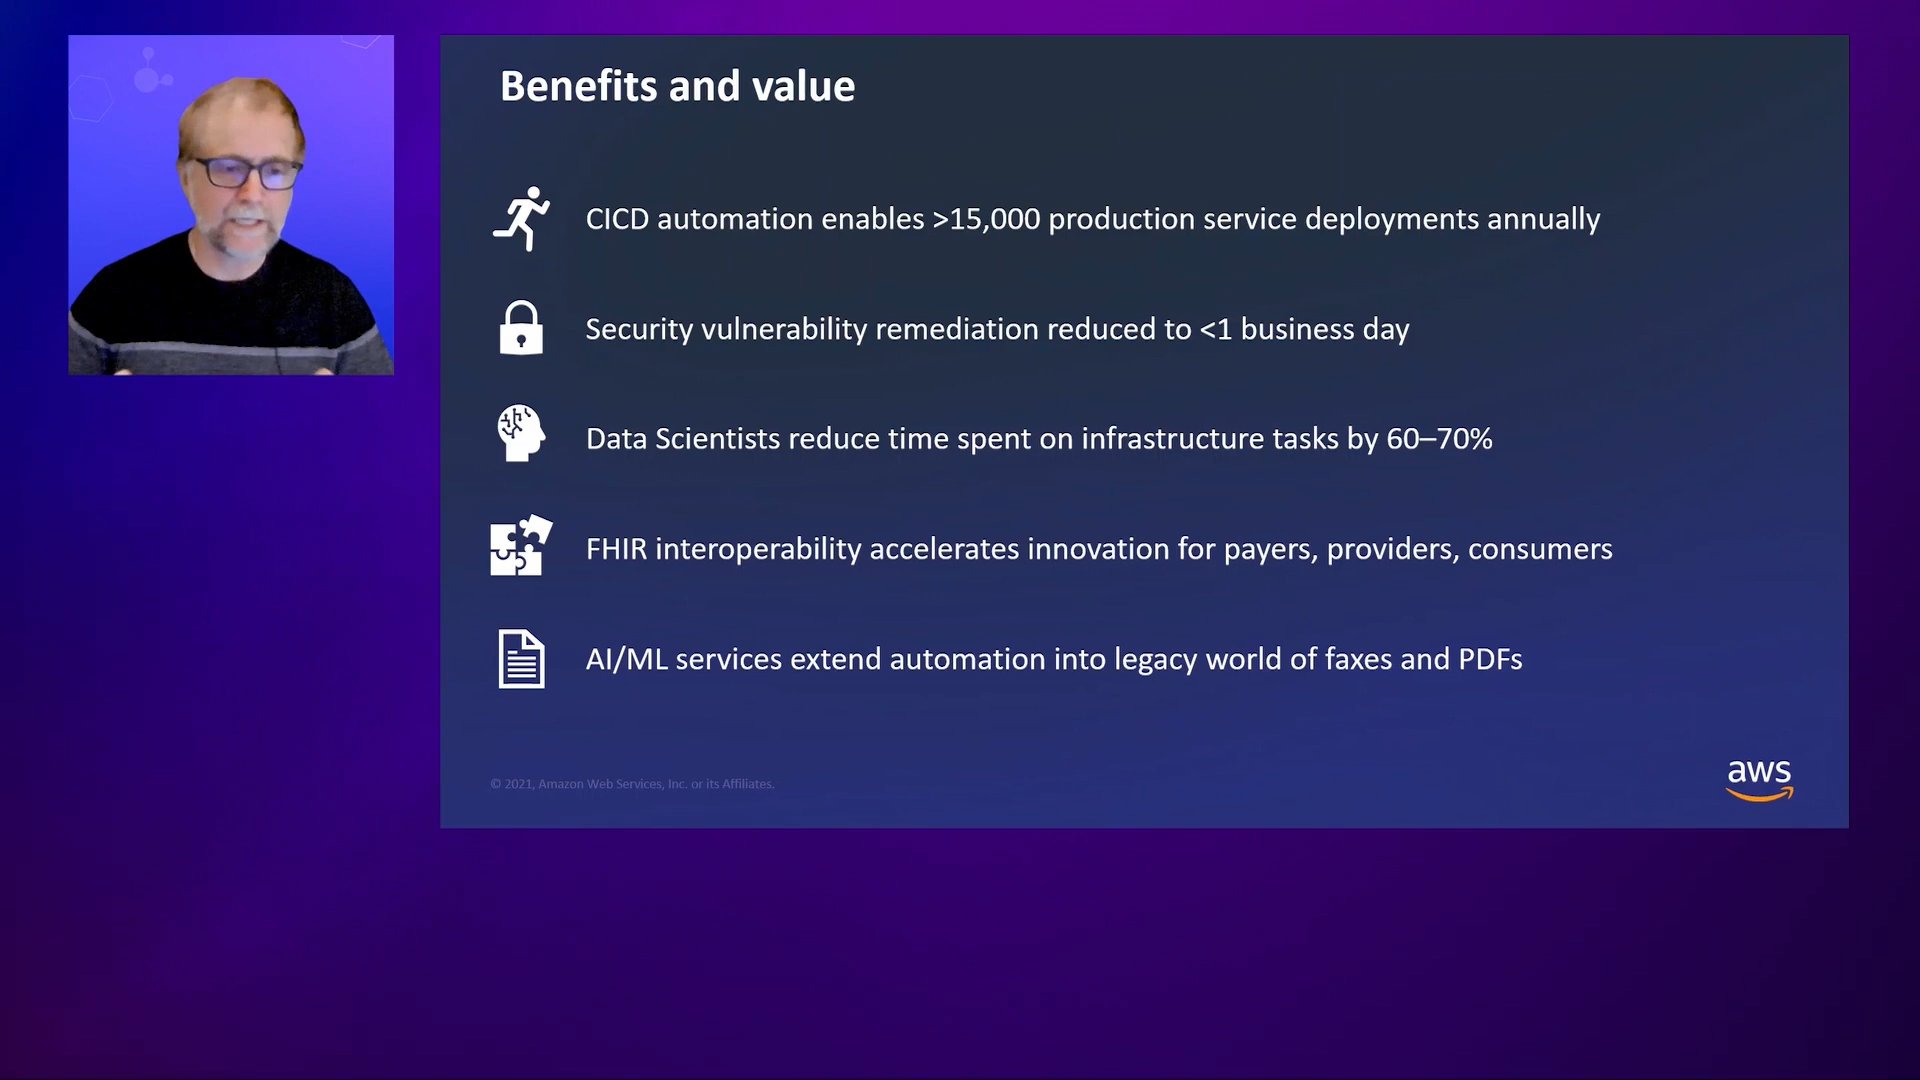 Benefits and value
CICD automation enables >15,000 production service deployments annually
Security vulnerability remediation reduced to <1 business day
Data Scientists reduce time spent on infrastructure tasks by 60–70%
FHIR interoperability accelerates innovation for payers, providers, consumers
AI/ML services extend automation into legacy world of faxes and PDFs
© 2021, Amazon Web Services, Inc. or its Affiliates.
aws